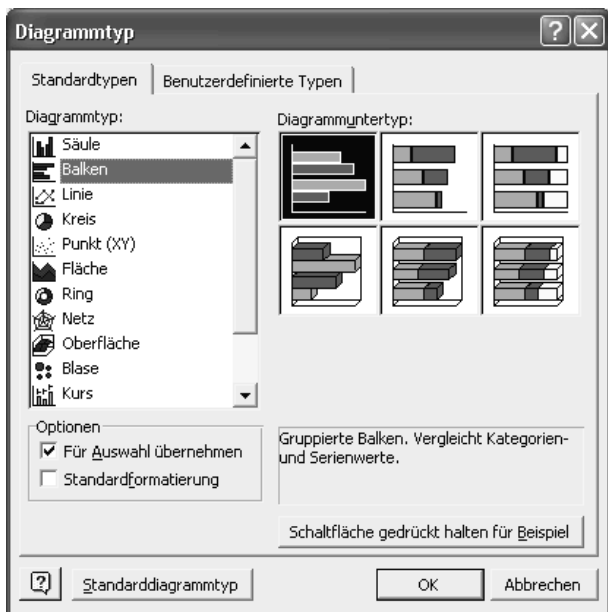 Diagrammtyp
Standardtypen
Benutzerdefinierte Typen
Diagrammtyp:
Säule
Balken
Linie
Kreis
Punkt (XY)
Fläche
Ring
Netz
Oberfläche
Blase
Kurs
Diagrammuntertyp:
Optionen
Für Auswahl übernehmen
Standardformatierung
Gruppierte Balken. Vergleicht Kategorien-
und Serienwerte.
Schaltfläche gedrückt halten für Beispiel
Standarddiagrammtyp
OK
Abbrechen